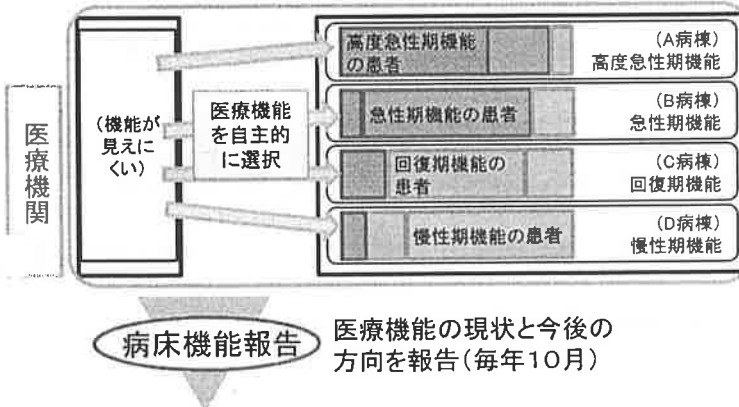 医療機関
(機能が
見えに
くい)
医療機能
を自主的
に選択
高度急性期機能
の患者
(A病棟)
高度急性期機能
急性期機能の患者
(B病棟)
急性期機能
回復期機能の
患者
(C病棟)
回復期機能
慢性期機能の患者
(D病棟)
慢性期機能
病床機能報告
医療機能の現状と今後の
方向を報告(毎年10月)